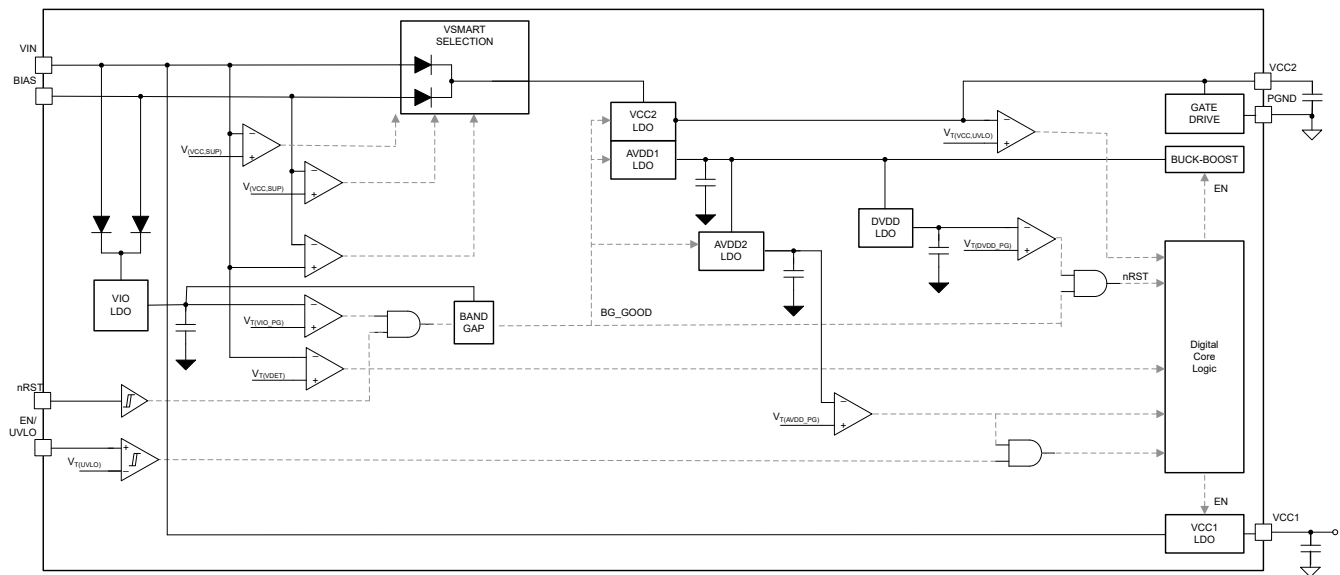 VSMART
SELECTION
VIN
BIAS
VCC2
PGND
GATE
DRIVE
VCC2
LDO
AVDD1
LDO
VT(VCC,UVLO)
V(VCC,SUP)
V(VCC,SUP)
BUCK-BOOST
EN
DVDD
LDO
VT(DVDD_PG)
AVDD2
LDO
nRST
VIO
LDO
VT(VIO_PG)
BAND
GAP
BG_GOOD
Digital
Core
Logic
VT(VDET)
nRST
EN/
UVLO
VT(AVDD_PG)
VT(UVLO)
EN
VCC1
LDO
VCC1